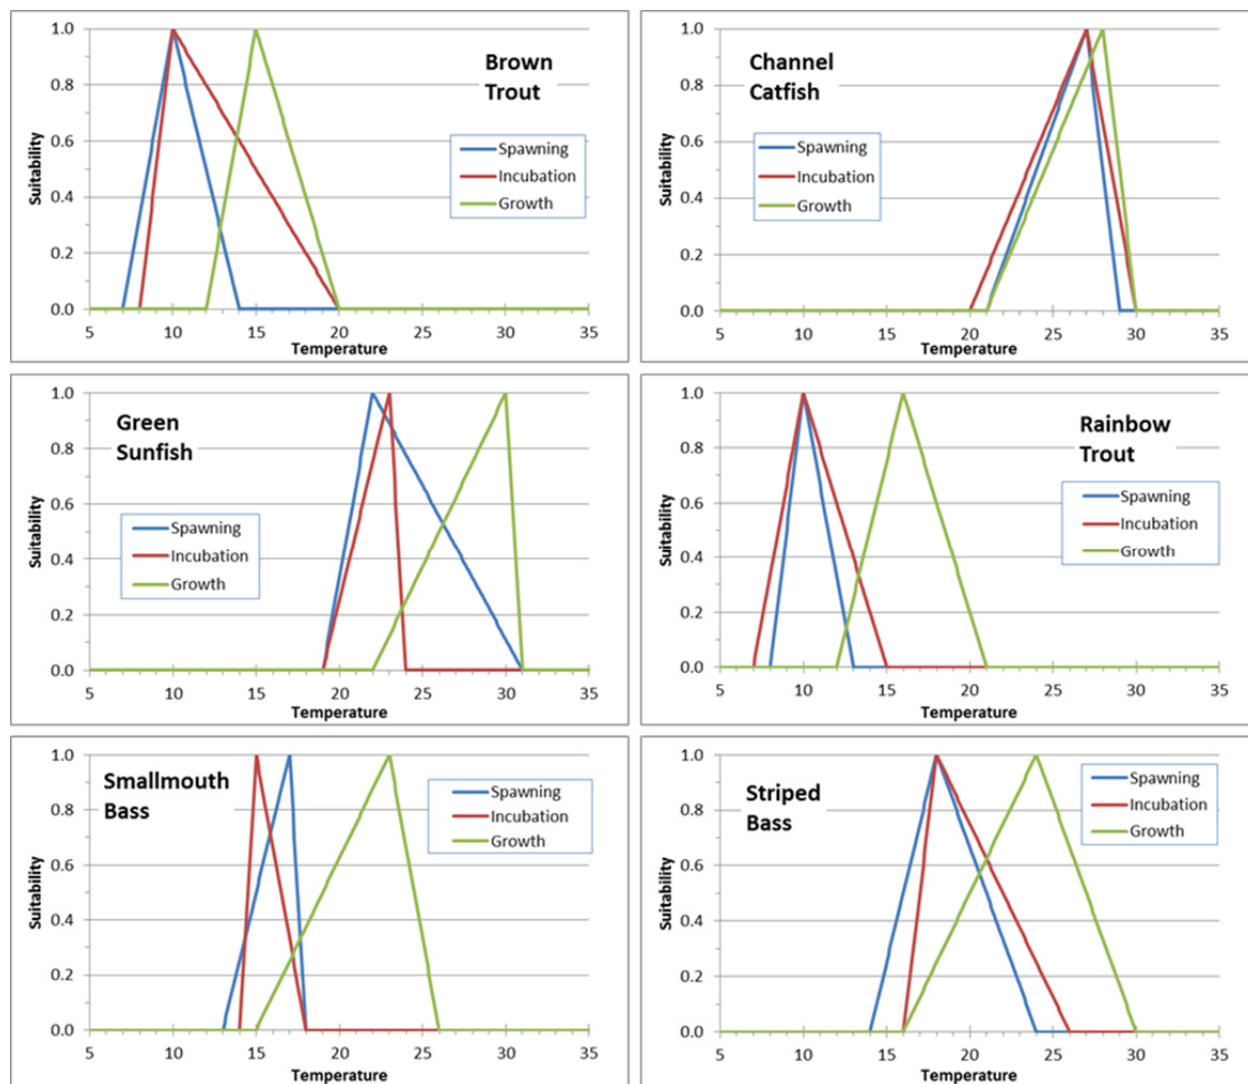 1.0
0.8
0.6
0.4
0.2
0.0
Suitability
Brown
Trout
Spawning
Incubation
Growth
5 10 15 20 25 30 35
Temperature
1.0
0.8
0.6
0.4
0.2
0.0
Suitability
Channel
Catfish
Spawning
Incubation
Growth
5 10 15 20 25 30 35
Temperature
1.0
0.8
0.6
0.4
0.2
0.0
Suitability
Green
Sunfish
Spawning
Incubation
Growth
5 10 15 20 25 30 35
Temperature
1.0
0.8
0.6
0.4
0.2
0.0
Suitability
Rainbow
Trout
Spawning
Incubation
Growth
5 10 15 20 25 30 35
Temperature
1.0
0.8
0.6
0.4
0.2
0.0
Suitability
Smallmouth
Bass
Spawning
Incubation
Growth
5 10 15 20 25 30 35
Temperature
1.0
0.8
0.6
0.4
0.2
0.0
Suitability
Striped
Bass
Spawning
Incubation
Growth
5 10 15 20 25 30 35
Temperature